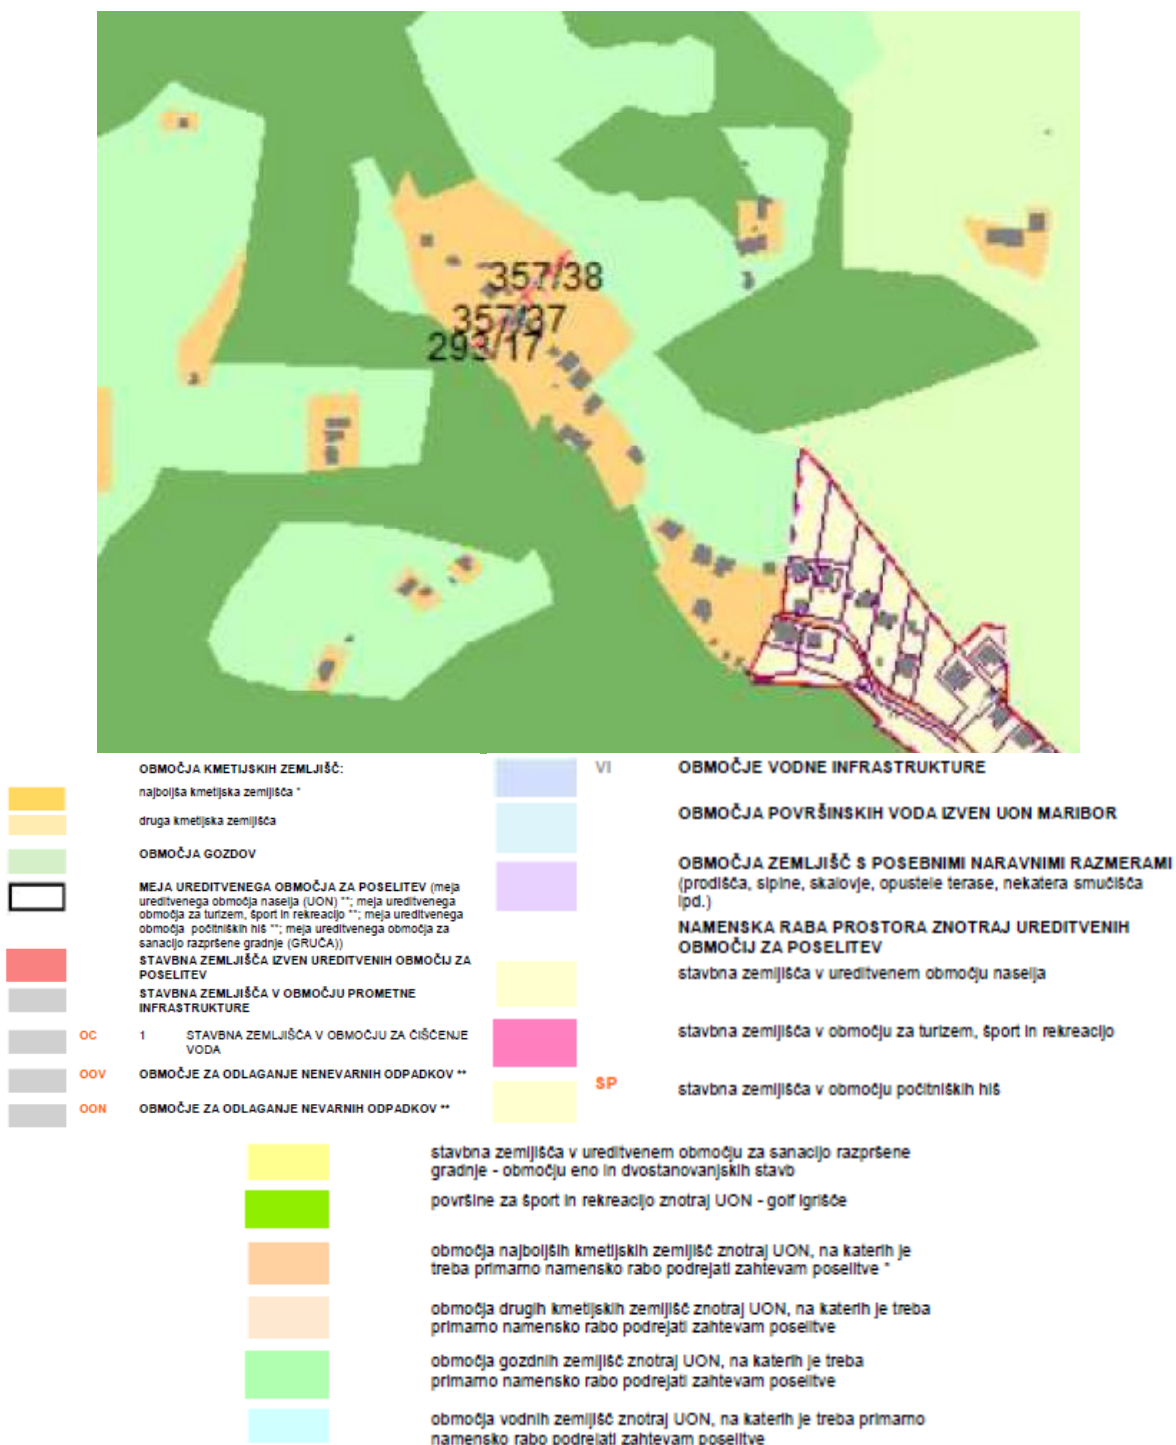 357/38
357/37
293/17
OBMOČJA KMETIJSKIH ZEMLJIŠČ:
najboljša kmetijska zemljišča *
druga kmetijska zemljišča
OBMOČJA GOZDOV
MEJA UREDITVENEGA OBMOČJA ZA POSELITEV (meja
ureditvenega območja naselja (UON) **; meja ureditvenega
območja za turizem, šport in rekreacijo **; meja ureditvenega
območja počitniških hiš **; meja ureditvenega območja za
sanacijo razpršene gradnje (GRUČA))
STAVBNA ZEMLJIŠČA IZVEN UREDITVENIH OBMOČIJ ZA
POSELITEV
STAVBNA ZEMLJIŠČA V OBMOČJU PROMETNE
INFRASTRUKTURE
OC 1 STAVBNA ZEMLJIŠČA V OBMOČJU ZA ČIŠČENJE
VODA
OOV OBMOČJE ZA ODLAGANJE NENEVARNIH ODPADKOV **
OON OBMOČJE ZA ODLAGANJE NEVARNIH ODPADKOV **
VI OBMOČJE VODNE INFRASTRUKTURE
OBMOČJA POVRŠINSKIH VODA IZVEN UON MARIBOR
OBMOČJA ZEMLJIŠČ S POSEBNIMI NARAVNIMI RAZMERAMI
(prodišča, sipine, skalovje, opustele terase, nekatera smučišča
ipd.)
NAMENSKA RABA PROSTORA ZNOTRAJ UREDITVENIH
OBMOČIJ ZA POSELITEV
stavbna zemljišča v ureditvenem območju naselja
stavbna zemljišča v območju za turizem, šport in rekreacijo
SP stavbna zemljišča v območju počitniških hiš
stavbna zemljišča v ureditvenem območju za sanacijo razpršene
gradnje - območju eno in dvostanovanjskih stavb
površine za šport in rekreacijo znotraj UON - golf igrišče
območja najboljših kmetijskih zemljišč znotraj UON, na katerih je
treba primarno namensko rabo podrejati zahtevam poselitve *
območja drugih kmetijskih zemljišč znotraj UON, na katerih je treba
primarno namensko rabo podrejati zahtevam poselitve
območja gozdnih zemljišč znotraj UON, na katerih je treba
primarno namensko rabo podrejati zahtevam poselitve
območja vodnih zemljišč znotraj UON, na katerih je treba primarno
namensko rabo podrejati zahtevam poselitve